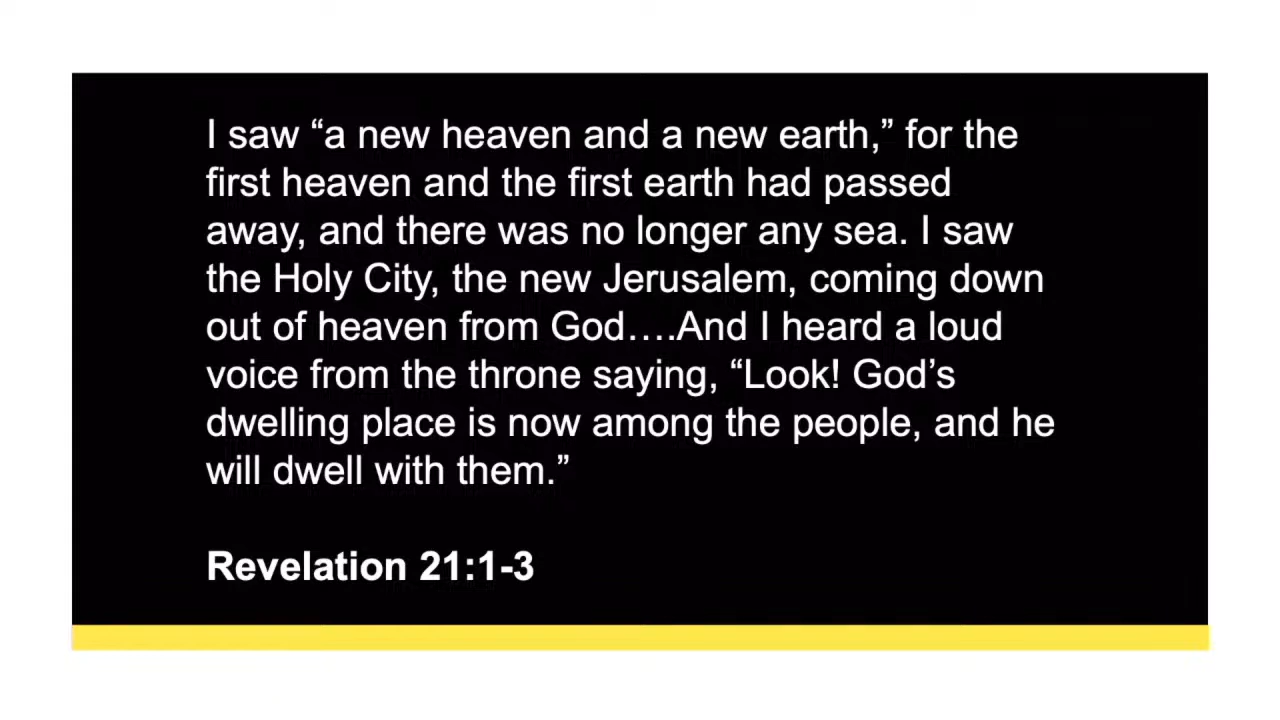 I saw “a new heaven and a new earth,” for the
first heaven and the first earth had passed
away, and there was no longer any sea. I saw
the Holy City, the new Jerusalem, coming down
out of heaven from God….And I heard a loud
voice from the throne saying, “Look! God’s
dwelling place is now among the people, and he
will dwell with them.”
Revelation 21:1-3